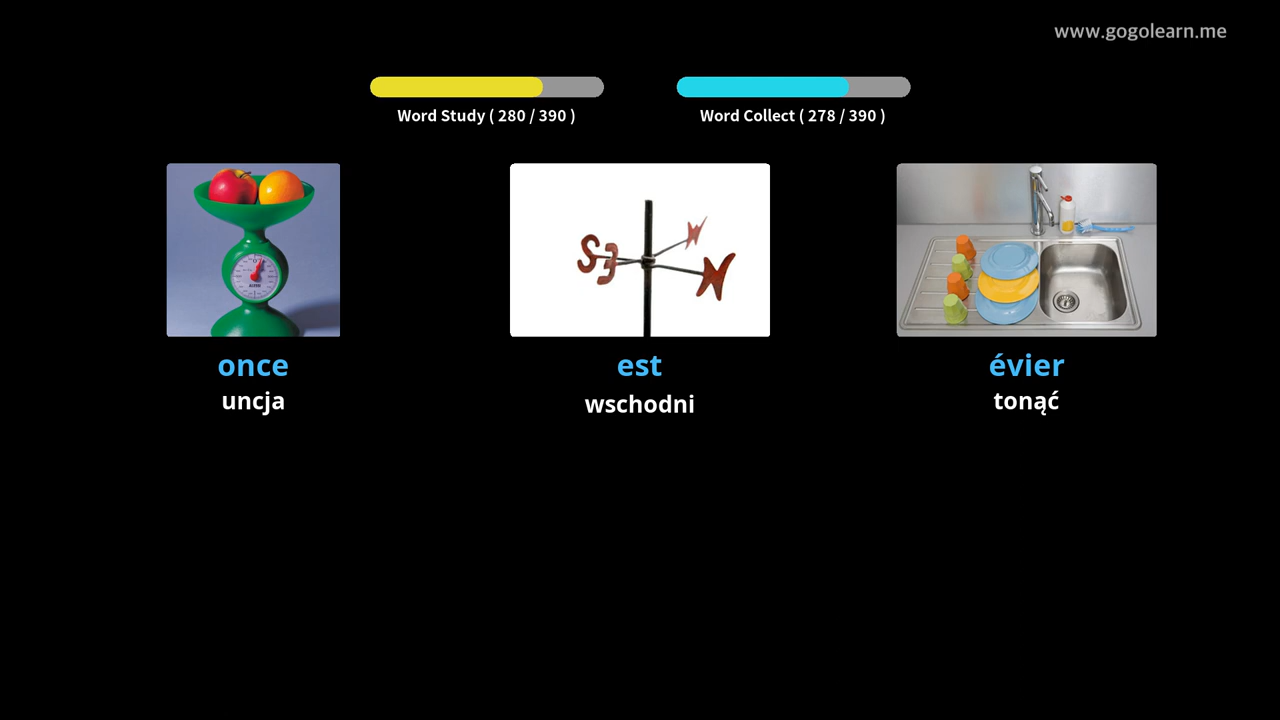 www.gogolearn.me
Word Study ( 280 / 390 )
Word Collect ( 278 / 390 )
S
E
W
N
once
est
évier
uncja
wschodni
tonąć